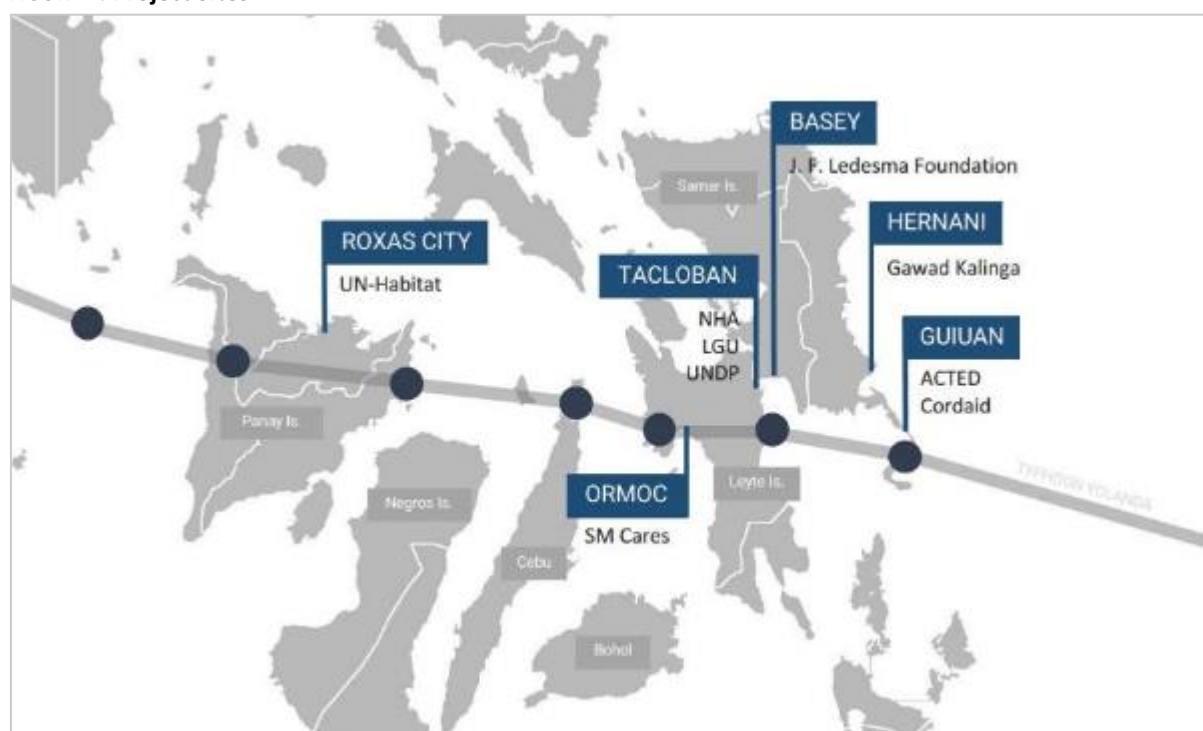 BASEY
J. F. Ledesma Foundation
Samar Is.
HERNANI
Gawad Kalinga
ROXAS CITY
UN-Habitat
TACLOBAN
NHA
LGU
UNDP
GUIUAN
ACTED
Cordaid
Panay Is.
TYPHOON YOLANDA
ORMOC
SM Cares
Leyte Is.
Negros Is.
Cebu
Bohol